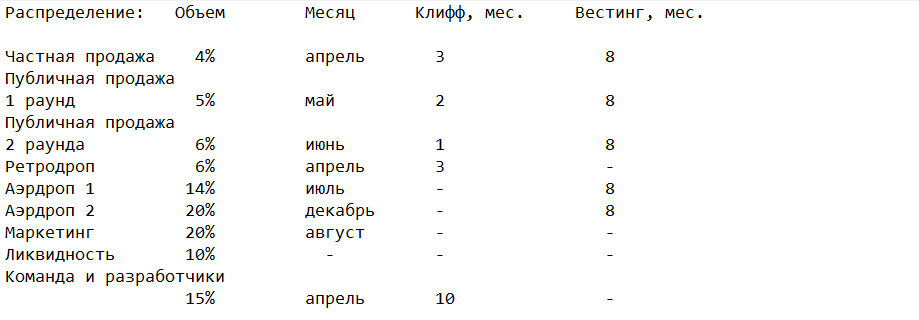 Распределение: Объем Месяц Клифф, мес. Вестинг, мес.
Частная продажа 4% апрель 3 8
Публичная продажа
1 раунд 5% май 2 8
Публичная продажа
2 раунда 6% июнь 1 8
Ретродроп 6% апрель 3 -
Аэрдроп 1 14% июль - 8
Аэрдроп 2 20% декабрь - 8
Маркетинг 20% август - -
Ликвидность 10% - - -
Команда и разработчики
15% апрель 10 -